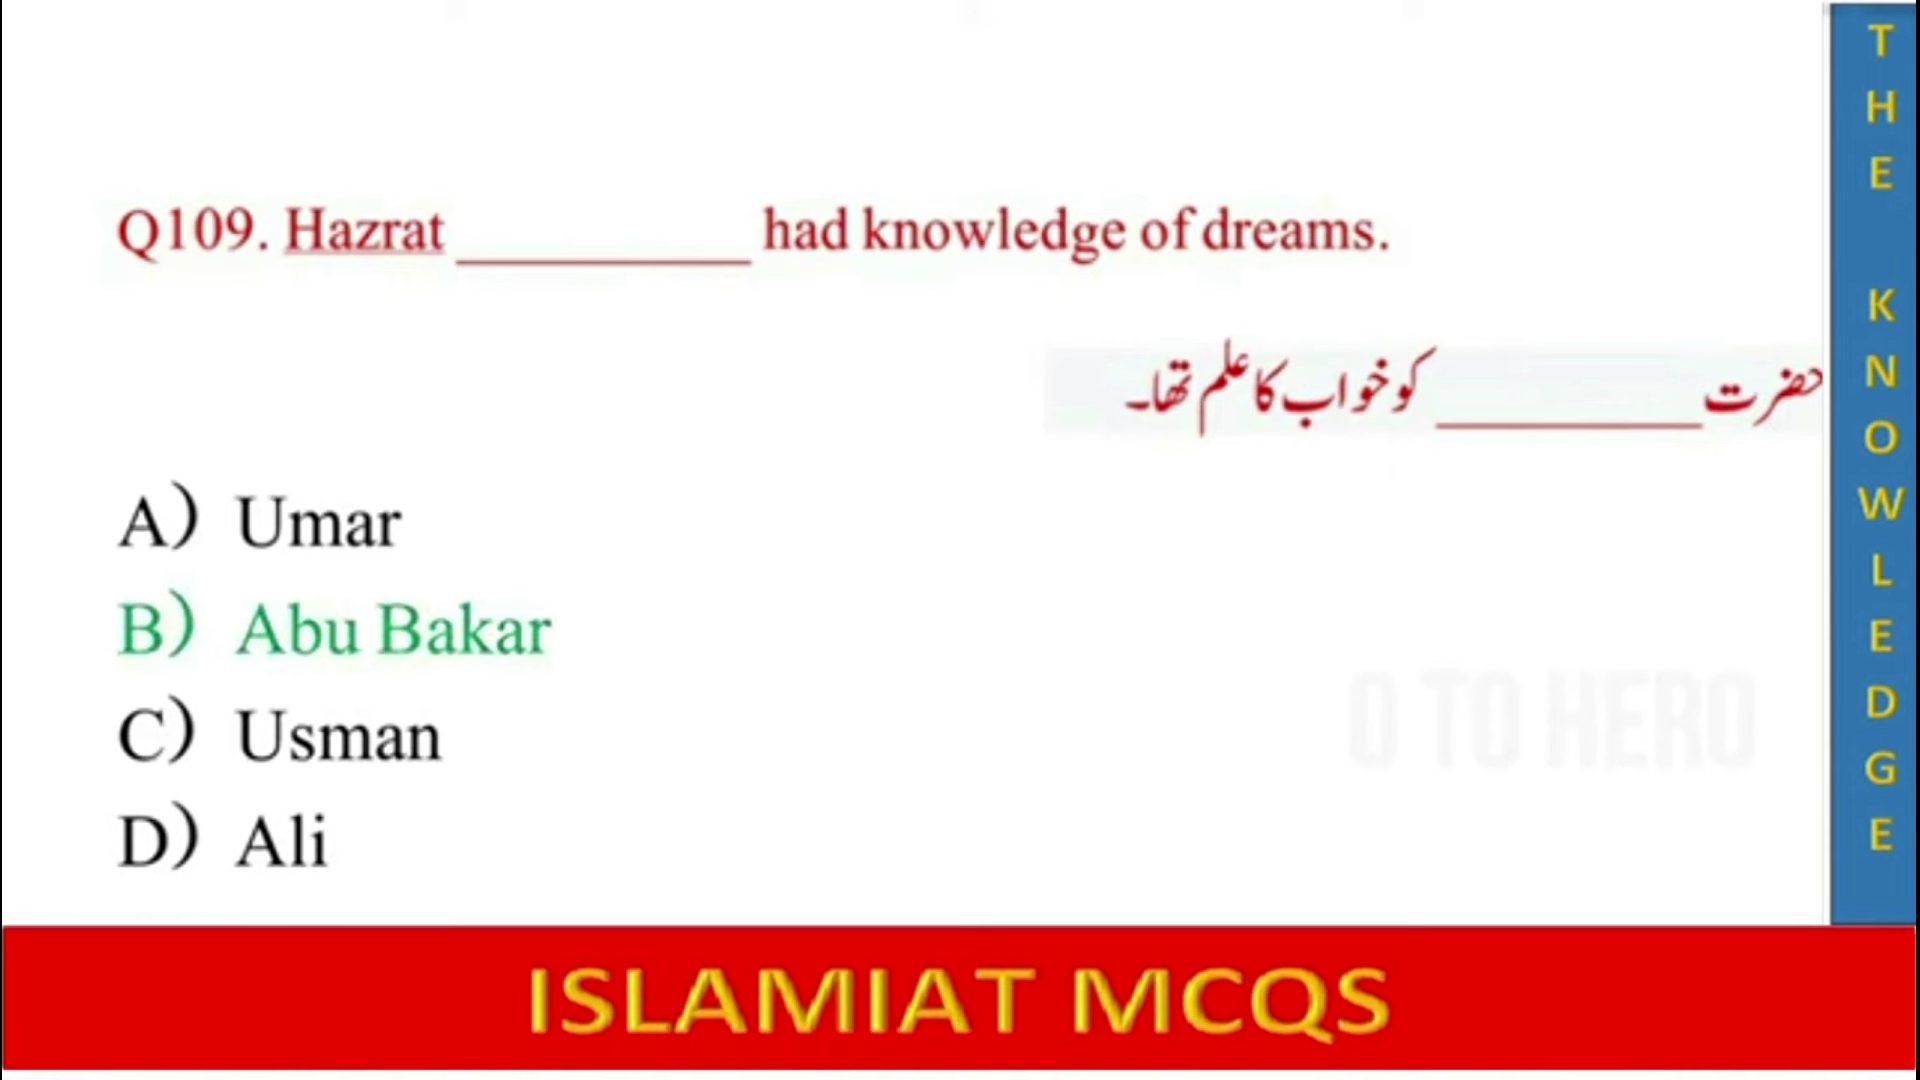 Q109. Hazrat __________ had knowledge of dreams.
حضرت __________ کو خواب کا علم تھا۔
A) Umar
B) Abu Bakar
C) Usman
D) Ali
0 TO HERO
ISLAMIAT MCQS
THE KNOWLEDGE